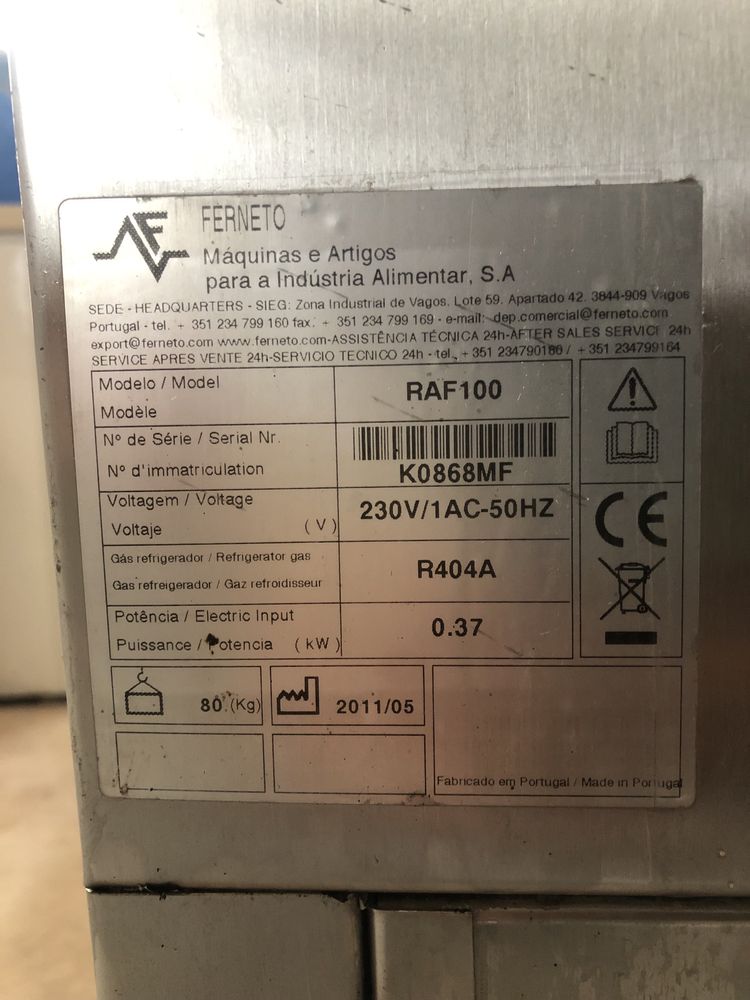 FERNETO
Máquinas e Artigos
para a Indústria Alimentar, S.A
SEDE - HEADQUARTERS - SIEG: Zona Industrial de Vagos. Lote 59. Apartado 42. 3844-909 Vagos
Portugal - tel. + 351 234 799 160 fax. + 351 234 799 169 - e-mail: dep.comercial@ferneto.com
export@ferneto.com www.ferneto.com-ASSISTÊNCIA TÉCNICA 24h-AFTER SALES SERVICE 24h
SERVICE APRES VENTE 24h-SERVICIO TECNICO 24h - tel. + 351 234790180 / + 351 234799164
Modelo / Model
Modèle
RAF100
Nº de Série / Serial Nr.
Nº d'immatriculation
K0868MF
Voltagem / Voltage
Voltaje (V)
230V/1AC-50HZ
Gás refrigerador / Refrigerator gas
Gas refreigerador / Gaz refroidisseur
R404A
Potência / Electric Input
Puissance / Potencia (kW)
0.37
CE
80 (Kg)
2011/05
Fabricado em Portugal / Made in Portugal